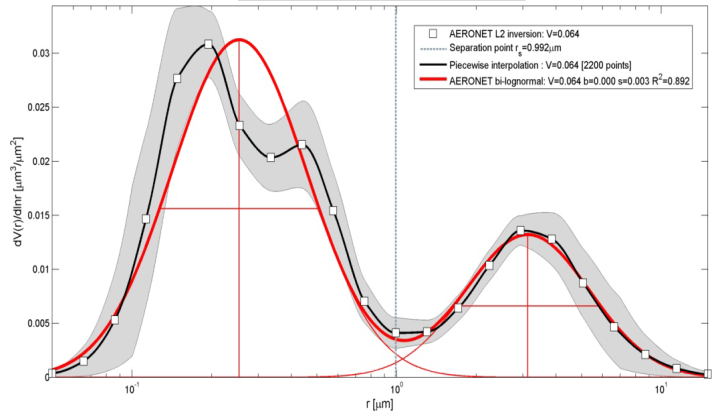 AERONET L2 inversion: V=0.064
Separation point rₛ=0.992μm
Piecewise interpolation : V=0.064 [2200 points]
AERONET bi-lognormal: V=0.064 b=0.000 s=0.003 R²=0.892
dV(r)/dlnr [μm³/μm²]
0.03
0.025
0.02
0.015
0.01
0.005
0
10⁻¹
10⁰
10¹
r [μm]